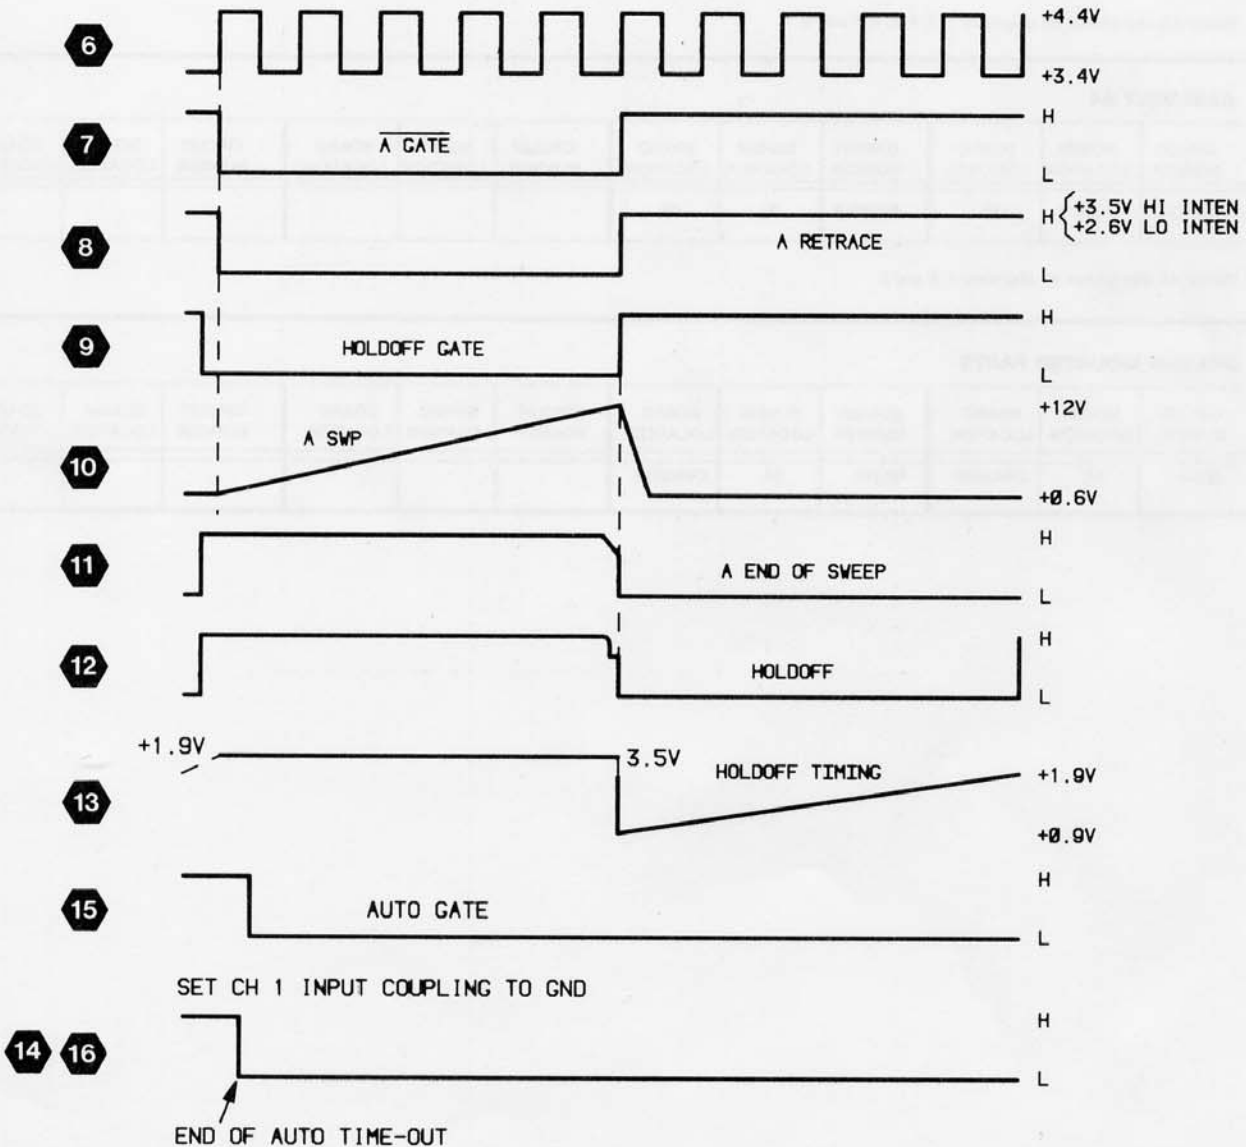 6
+4.4V
+3.4V
7
A GATE
H
L
8
A RETRACE
H
+3.5V HI INTEN
+2.6V LO INTEN
L
9
HOLDOFF GATE
H
L
10
A SWP
+12V
+0.6V
11
A END OF SWEEP
H
L
12
HOLDOFF
H
L
+1.9V
13
3.5V
HOLDOFF TIMING
+1.9V
+0.9V
15
AUTO GATE
H
L
SET CH 1 INPUT COUPLING TO GND
14 16
H
L
END OF AUTO TIME-OUT